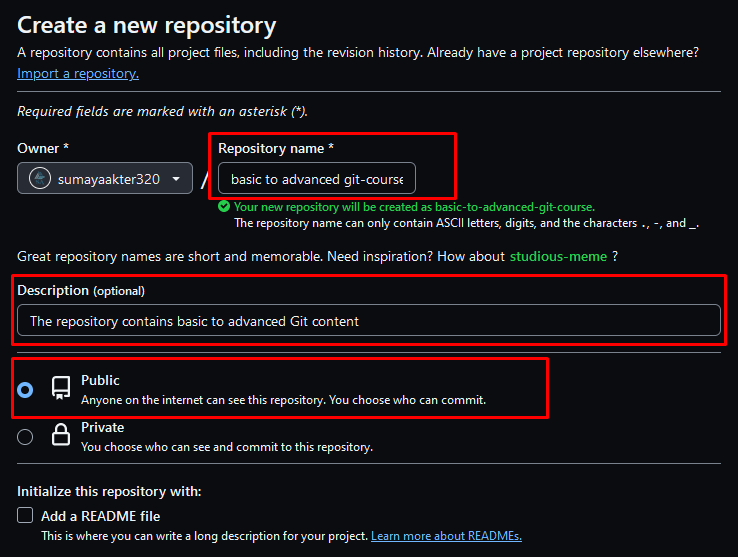 Create a new repository
A repository contains all project files, including the revision history. Already have a project repository elsewhere?
Import a repository.
Required fields are marked with an asterisk (*).
Owner *
Repository name *
sumayaakter320
/
basic to advanced git-course
Your new repository will be created as basic-to-advanced-git-course.
The repository name can only contain ASCII letters, digits, and the characters ., -, and _.
Great repository names are short and memorable. Need inspiration? How about studious-meme ?
Description (optional)
The repository contains basic to advanced Git content
Public
Anyone on the internet can see this repository. You choose who can commit.
Private
You choose who can see and commit to this repository.
Initialize this repository with:
Add a README file
This is where you can write a long description for your project. Learn more about READMEs.